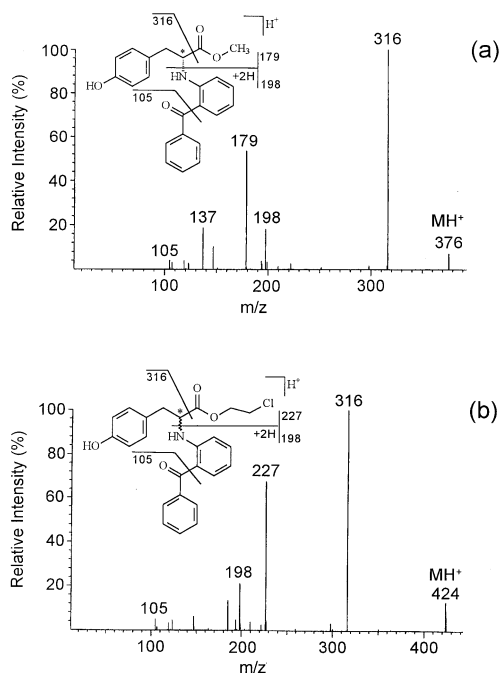 (a)
Relative Intensity (%)
100
80
60
40
20
316
H⁺
O
O
CH₃
*
HO
HN
+2H
179
198
105
O
316
179
137
198
105
MH⁺
376
100
200
300
m/z
(b)
Relative Intensity (%)
100
80
60
40
20
316
H⁺
O
O
Cl
*
HO
HN
+2H
227
198
105
O
316
227
198
105
MH⁺
424
100
200
300
400
m/z